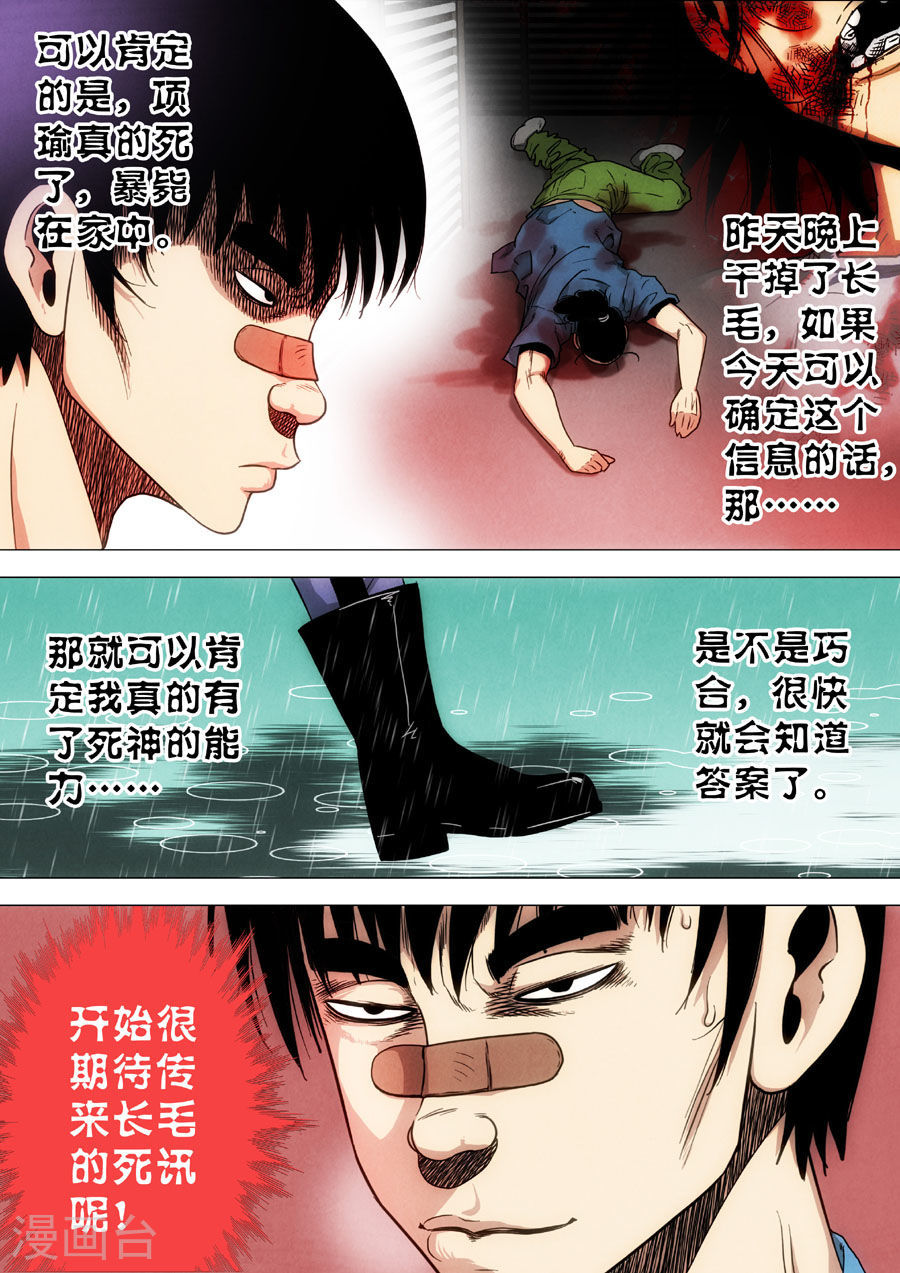 可以肯定
的是，项
瑜真的死
了，暴毙
在家中。
昨天晚上
干掉了长
毛，如果
今天可以
确定这个
信息的话，
那……
那就可以肯
定我真的有
了死神的能
力……
是不是巧
合，很快
就会知道
答案了。
开始很
期待传
来长毛
的死讯
呢！
漫画台